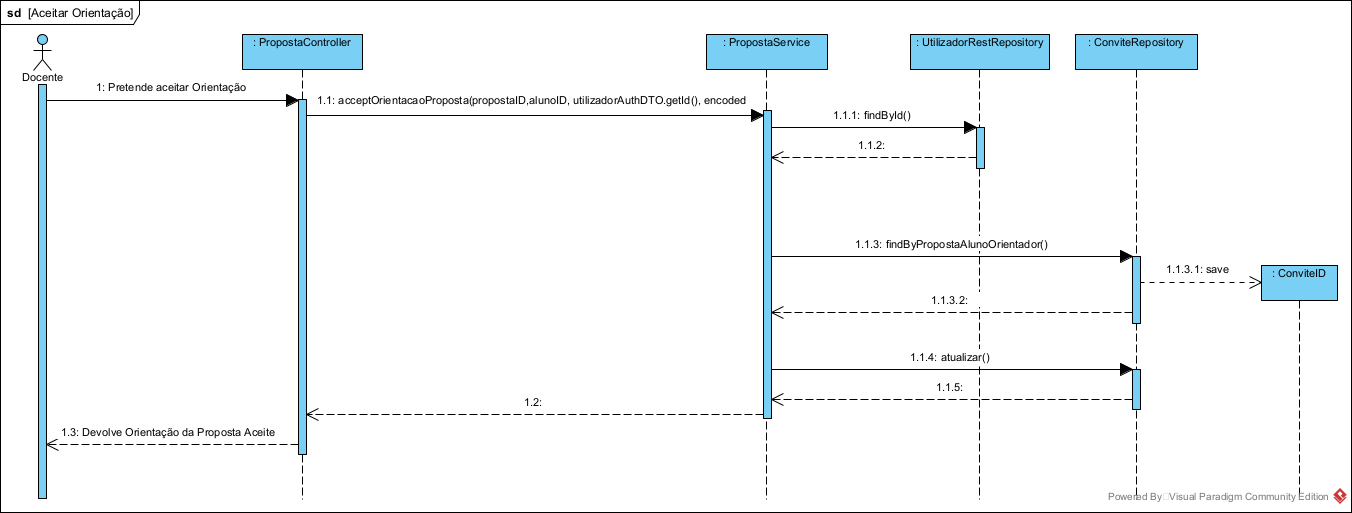 sd [Aceitar Orientação]
: PropostaController
: PropostaService
: UtilizadorRestRepository
: ConviteRepository
Docente
1: Pretende aceitar Orientação
1.1: acceptOrientacaoProposta(propostaID,alunoID, utilizadorAuthDTO.getId(), encoded
1.1.1: findById()
1.1.2:
1.1.3: findByPropostaAlunoOrientador()
1.1.3.1: save
: ConviteID
1.1.3.2:
1.1.4: atualizar()
1.1.5:
1.2:
1.3: Devolve Orientação da Proposta Aceite
Powered By Visual Paradigm Community Edition